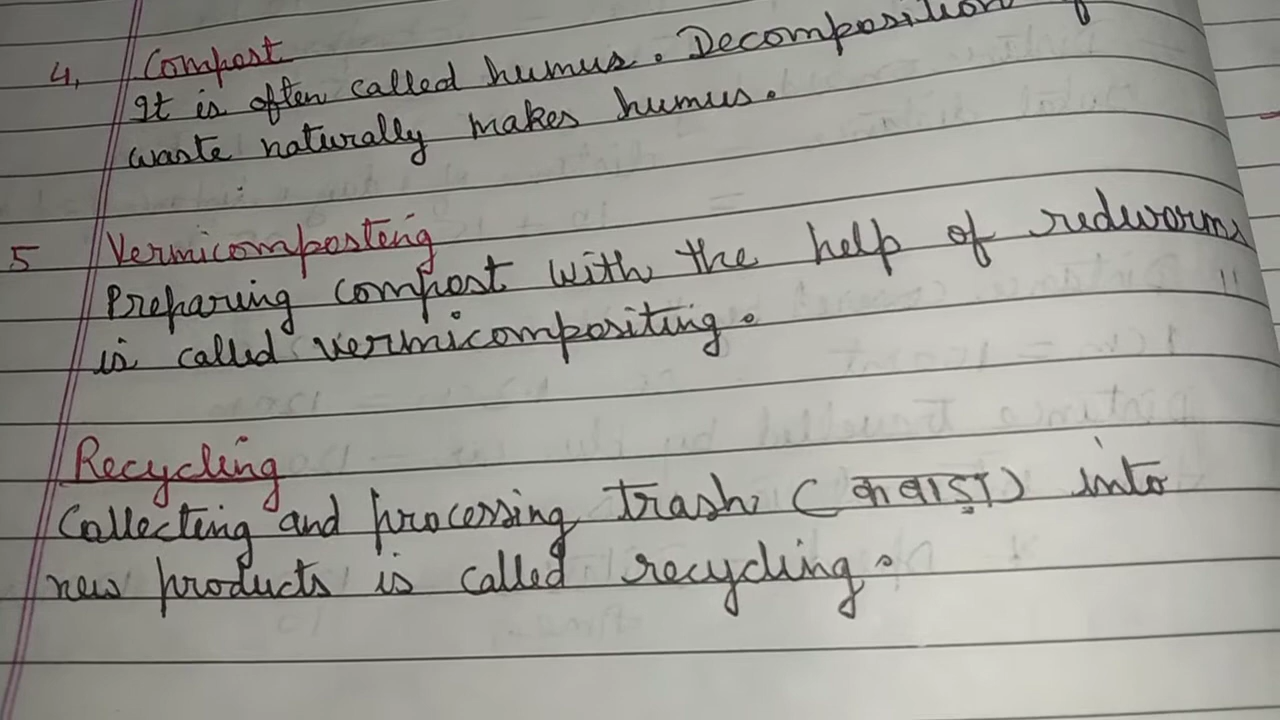 4, Compost
It is often called humus. Decomposition of
waste naturally makes humus.
5 Vermicomposting
Preparing compost with the help of redworms
is called vermicompositing.
Recycling
Collecting and processing trash (कबाड़ा) into
new products is called recycling.